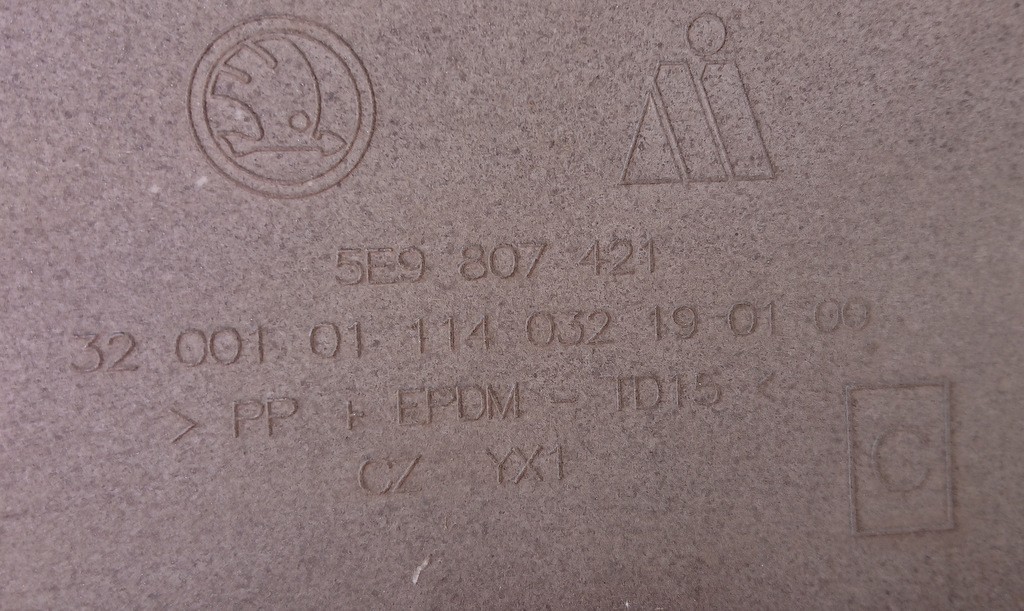 5E9 807 421
32 001 01 114 032 19 01 00
> PP + EPDM - TD15 <
CZ YX1
C